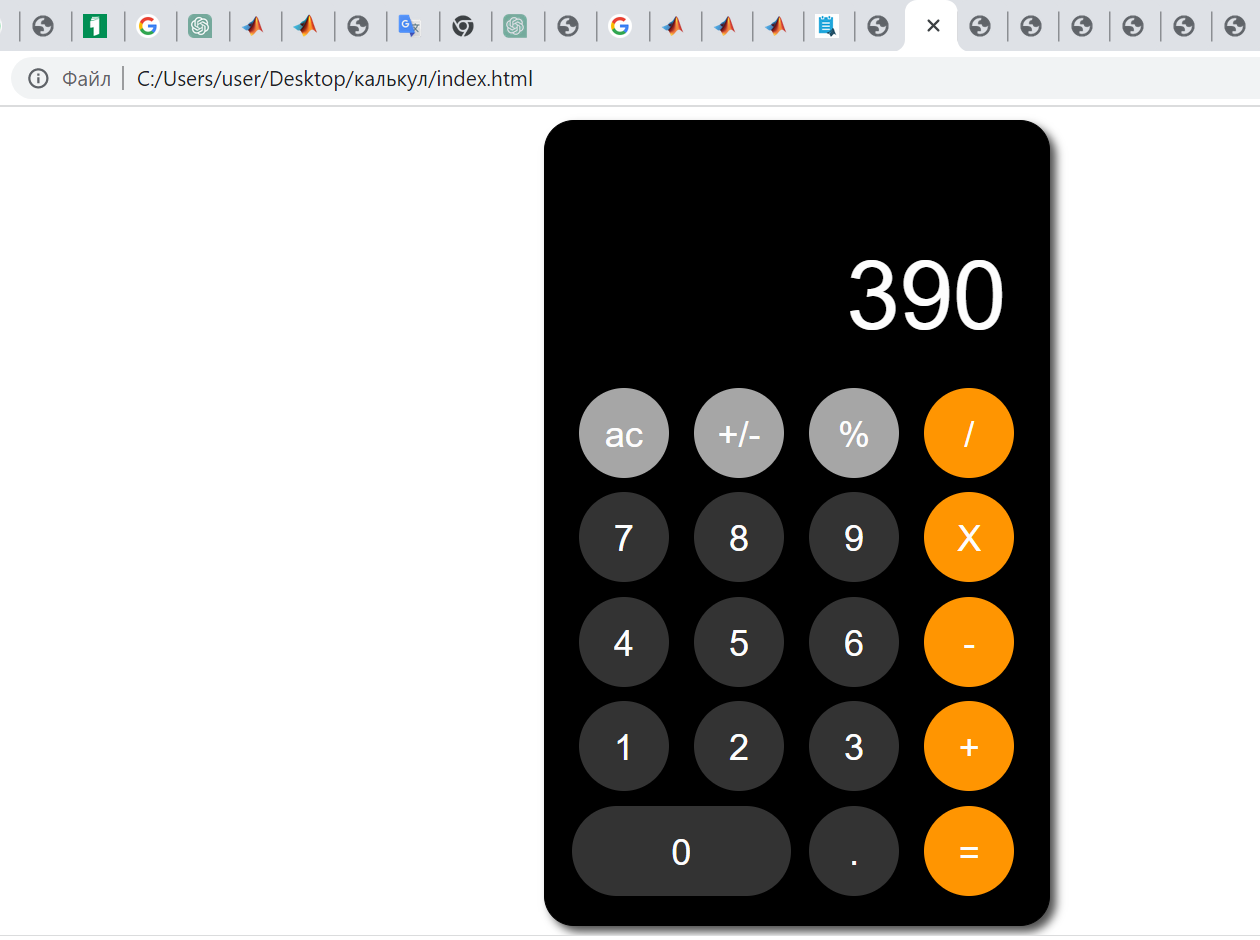 Файл C:/Users/user/Desktop/калькул/index.html
390
ac +/- % /
7 8 9 X
4 5 6 -
1 2 3 +
0 . =